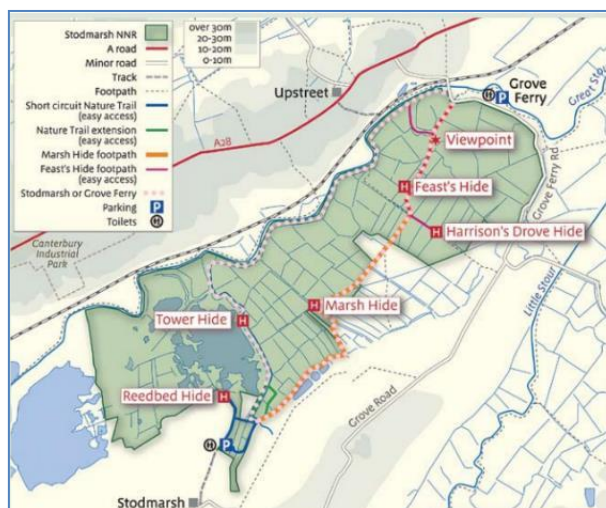 Stodmarsh NNR
A road
Minor road
Track
Footpath
Short circuit Nature Trail
(easy access)
Nature Trail extension
(easy access)
Marsh Hide footpath
Feast's Hide footpath
(easy access)
Stodmarsh or Grove Ferry
Parking
P
Toilets
over 30m
20-30m
10-20m
0-10m
Upstreet
Grove
Ferry
P
Great Stour
A28
Viewpoint
H Feast's Hide
H Harrison's Drove Hide
Grove Ferry Rd
Canterbury
Industrial
Park
Little Stour
Marsh Hide H
Tower Hide H
Reedbed Hide H
Grove Road
P
Stodmarsh